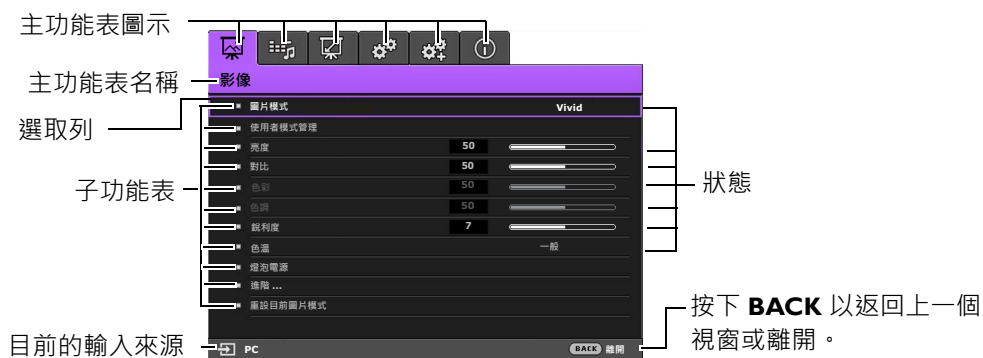 主功能表圖示
主功能表名稱
影像
選取列
圖片模式 Vivid
使用者模式管理
亮度 50
對比 50
子功能表
色彩 50
狀態
色調 50
銳利度 7
色溫 一般
燈泡電源
進階 ...
重設目前圖片模式
按下 BACK 以返回上一個
視窗或離開。
目前的輸入來源
PC
BACK 離開